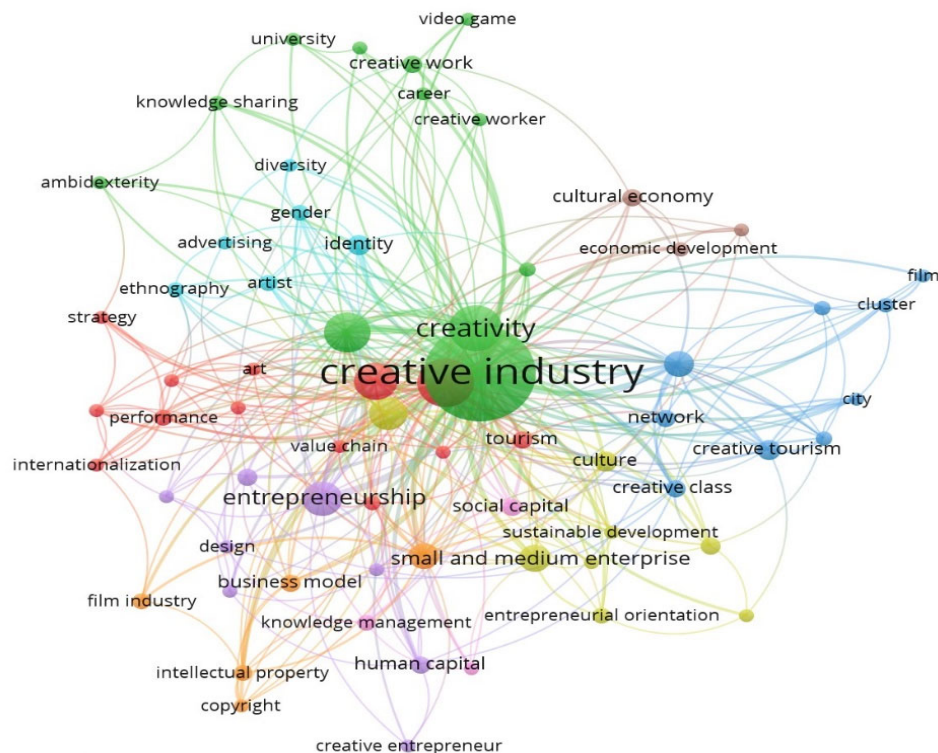 video game
university
creative work
career
knowledge sharing
creative worker
diversity
ambidexterity
cultural economy
gender
advertising
identity
economic development
film
artist
ethnography
cluster
strategy
creativity
art
creative industry
city
performance
network
tourism
value chain
creative tourism
internationalization
culture
creative class
entrepreneurship
social capital
sustainable development
design
small and medium enterprise
business model
film industry
entrepreneurial orientation
knowledge management
human capital
intellectual property
copyright
creative entrepreneur